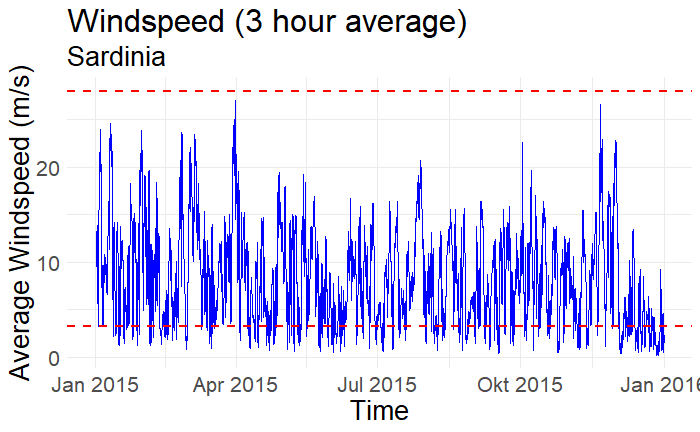 Windspeed (3 hour average)
Sardinia
Average Windspeed (m/s)
20
10
0
Jan 2015 Apr 2015 Jul 2015 Okt 2015 Jan 2016
Time